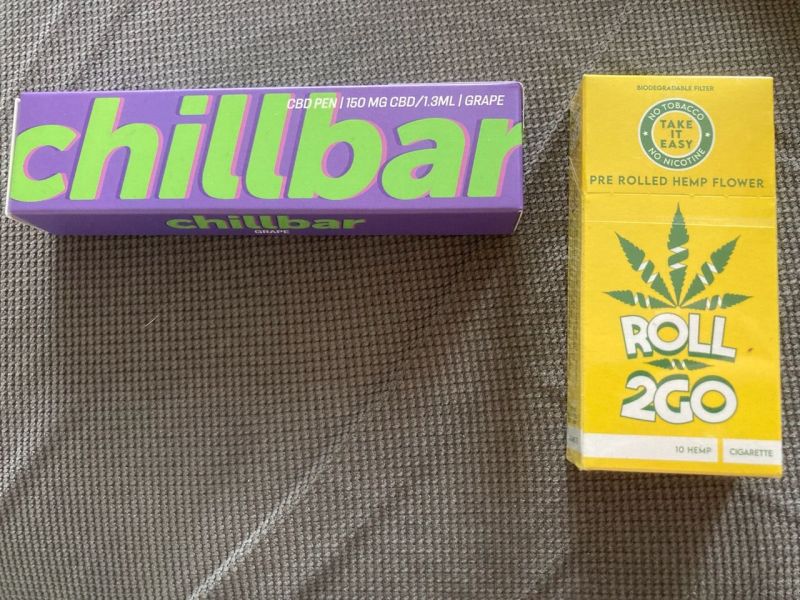 chillbar
CBD PEN | 150 MG CBD/1.3ML | GRAPE
chillbar
GRAPE
BIODEGRADABLE FILTER
NO TOBACCO
TAKE
IT
EASY
NO NICOTINE
PRE ROLLED HEMP FLOWER
ROLL
2GO
10 HEMP
CIGARETTE